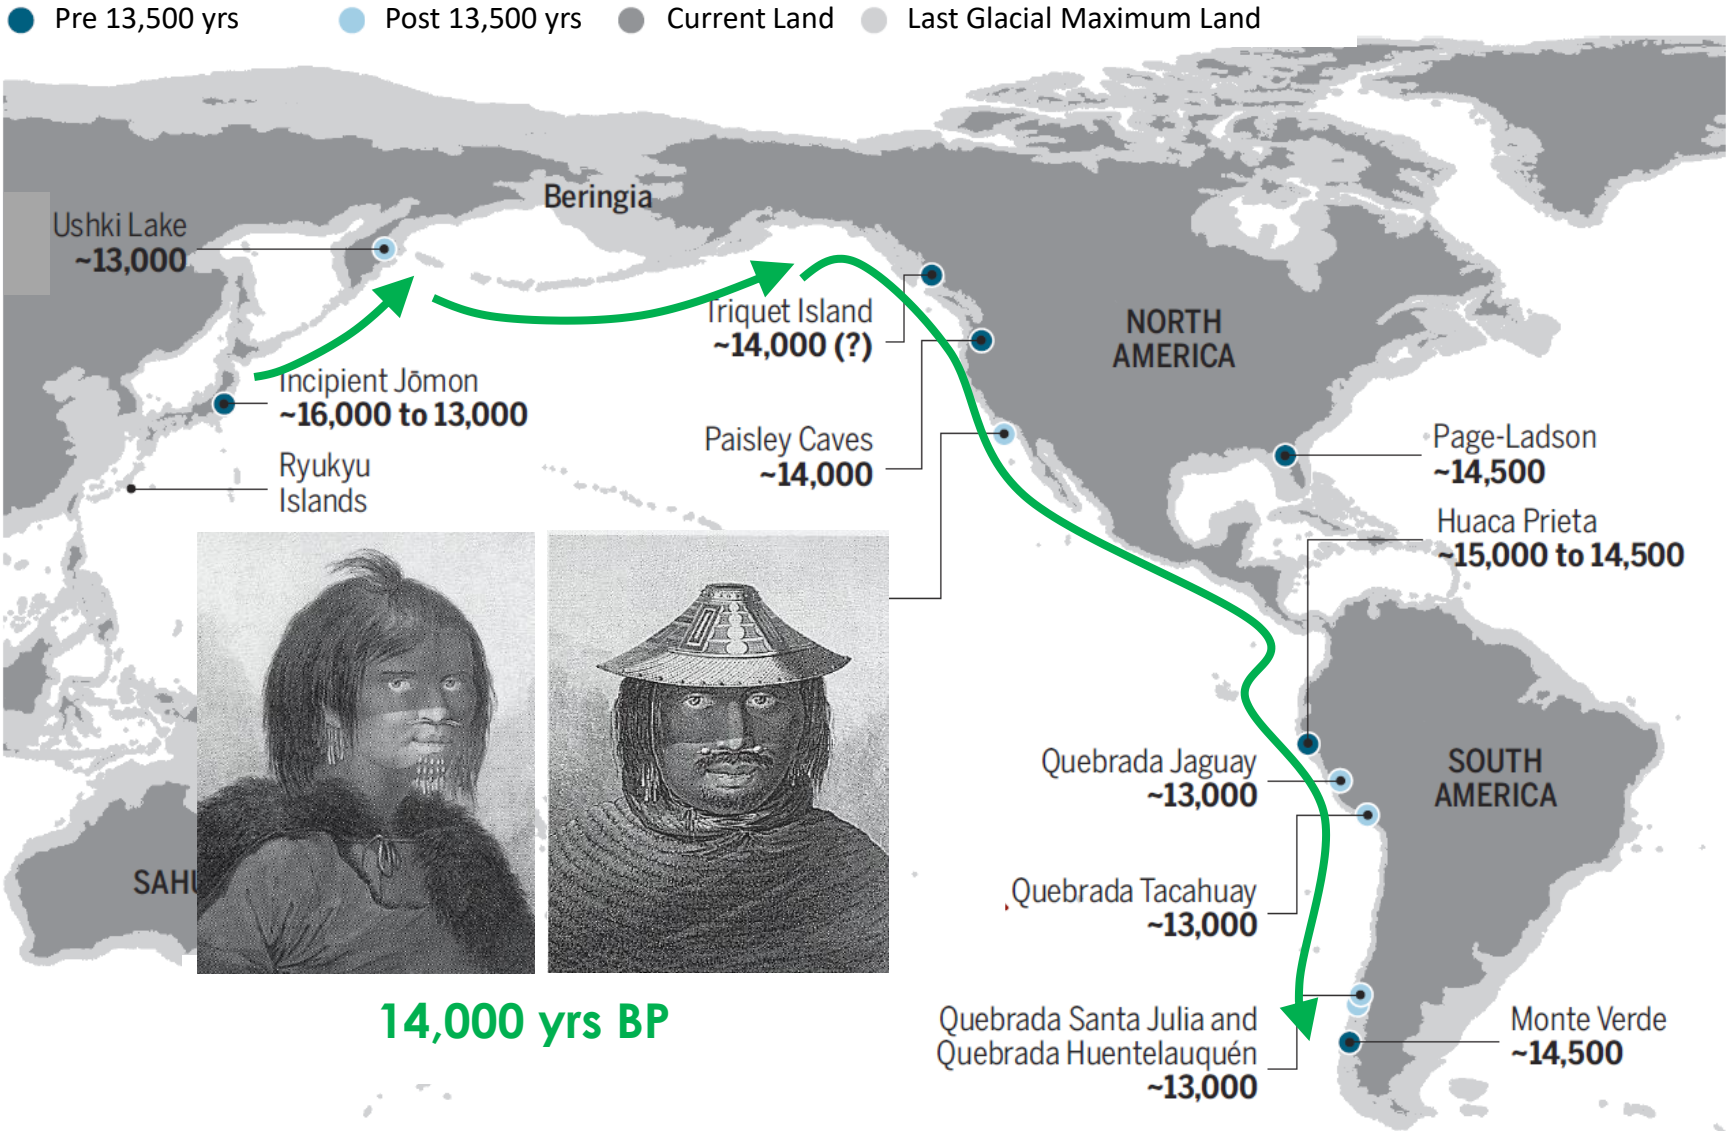 Pre 13,500 yrs
Post 13,500 yrs
Current Land
Last Glacial Maximum Land
Beringia
Ushki Lake
~13,000
Triquet Island
~14,000 (?)
NORTH
AMERICA
Incipient Jōmon
~16,000 to 13,000
Paisley Caves
~14,000
Page-Ladson
~14,500
Ryukyu
Islands
Huaca Prieta
~15,000 to 14,500
Quebrada Jaguay
~13,000
SOUTH
AMERICA
SAHU
Quebrada Tacahuay
~13,000
14,000 yrs BP
Quebrada Santa Julia and
Quebrada Huentelauquén
~13,000
Monte Verde
~14,500